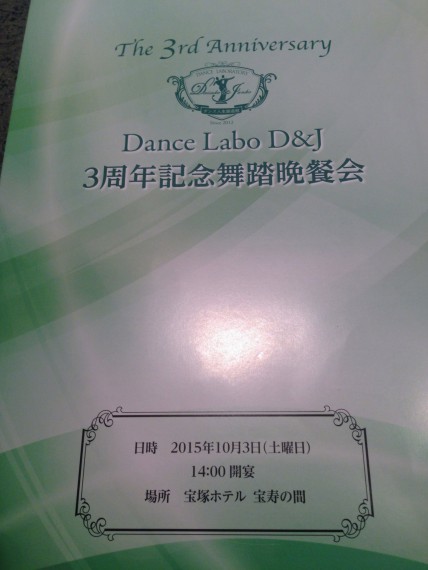 The 3rd Anniversary
DANCE LABORATORY
Dance Labo D&J
3周年記念舞踏晩餐会
日時 2015年10月3日(土曜日)
14:00 開宴
場所 宝塚ホテル 宝寿の間